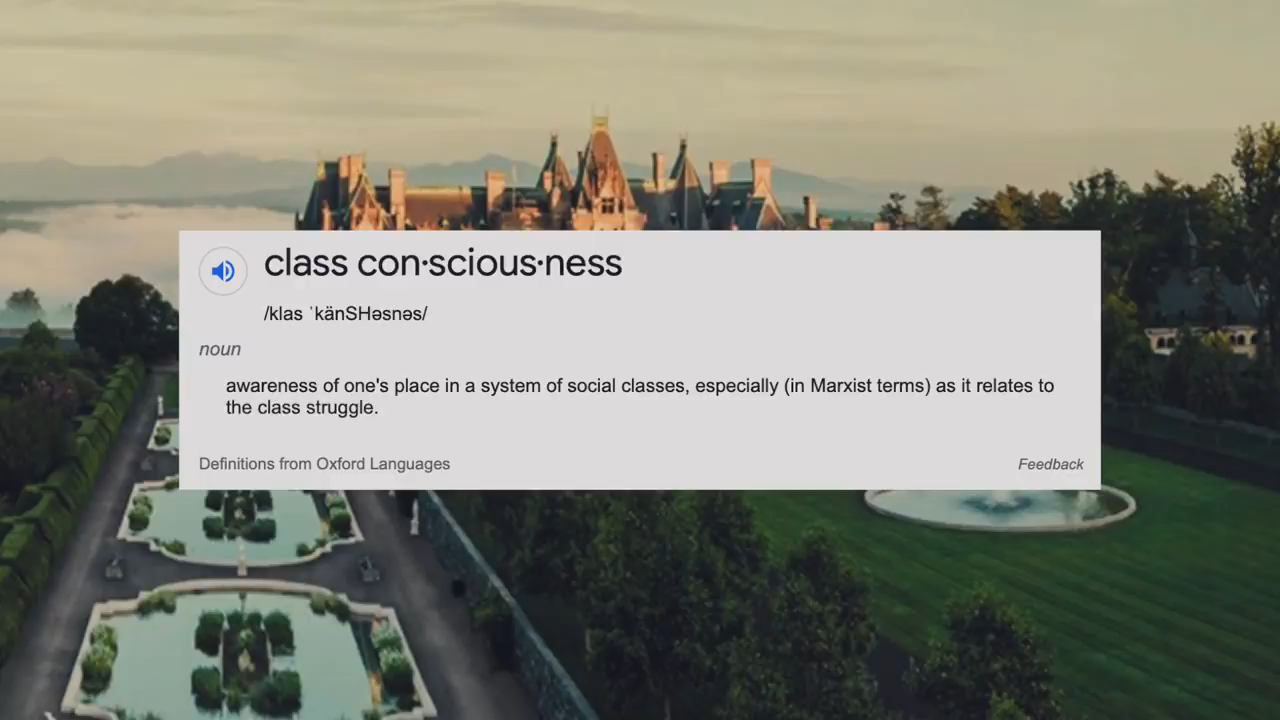 class con·scious·ness
/klas ˈkänSHəsnəs/
noun
awareness of one's place in a system of social classes, especially (in Marxist terms) as it relates to
the class struggle.
Definitions from Oxford Languages
Feedback